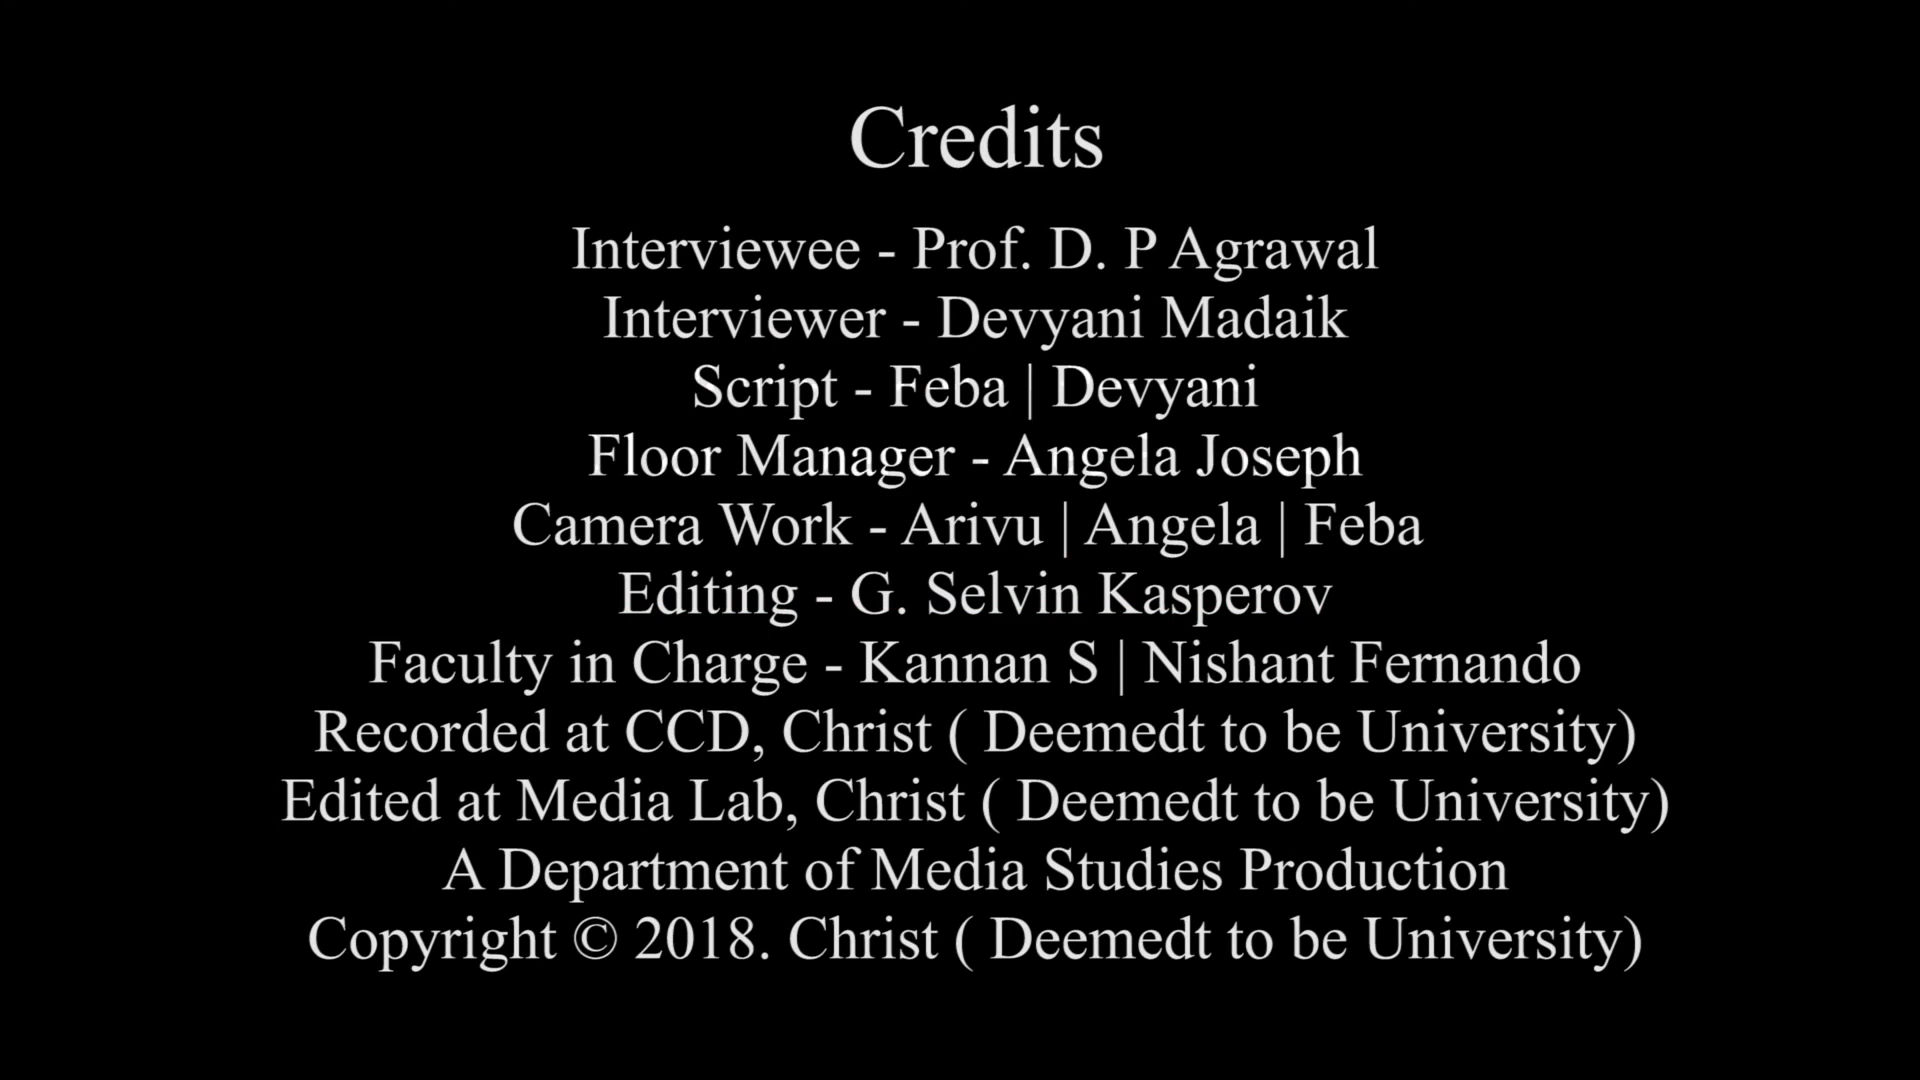 Credits
Interviewee - Prof. D. P Agrawal
Interviewer - Devyani Madaik
Script - Feba | Devyani
Floor Manager - Angela Joseph
Camera Work - Arivu | Angela | Feba
Editing - G. Selvin Kasperov
Faculty in Charge - Kannan S | Nishant Fernando
Recorded at CCD, Christ ( Deemedt to be University)
Edited at Media Lab, Christ ( Deemedt to be University)
A Department of Media Studies Production
Copyright © 2018. Christ ( Deemedt to be University)